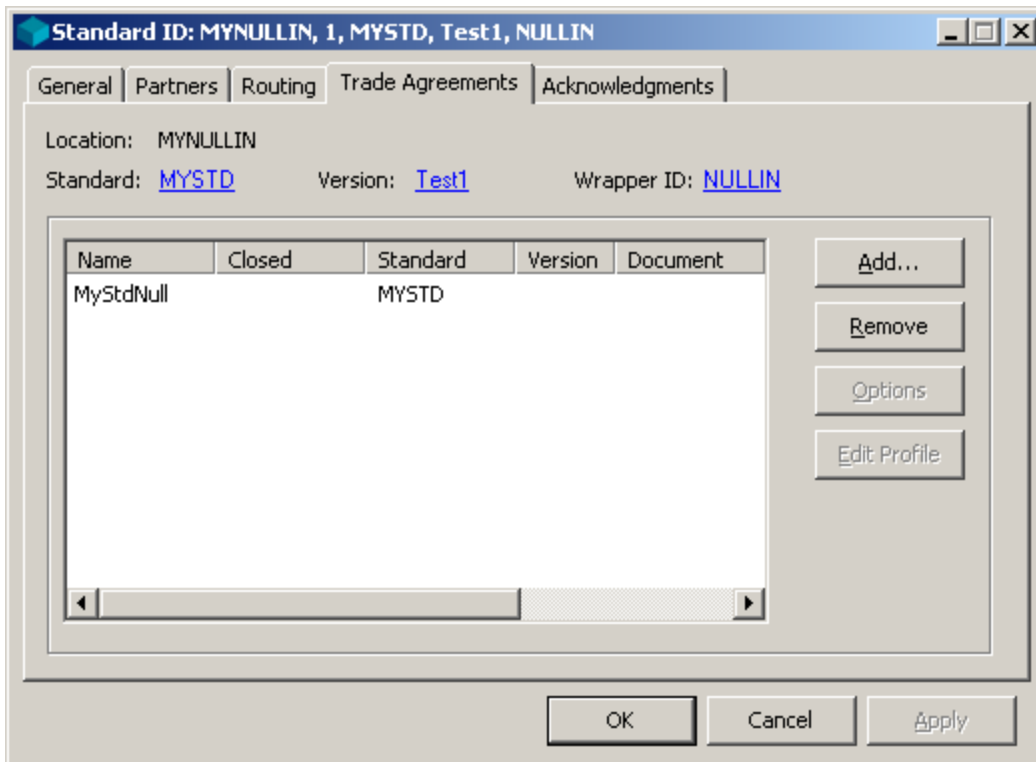 Standard ID: MYNULLIN, 1, MYSTD, Test1, NULLIN
General Partners Routing Trade Agreements Acknowledgments
Location: MYNULLIN
Standard: MYSTD Version: Test1 Wrapper ID: NULLIN
Name Closed Standard Version Document
MyStdNull MYSTD
Add...
Remove
Options
Edit Profile
OK Cancel Apply